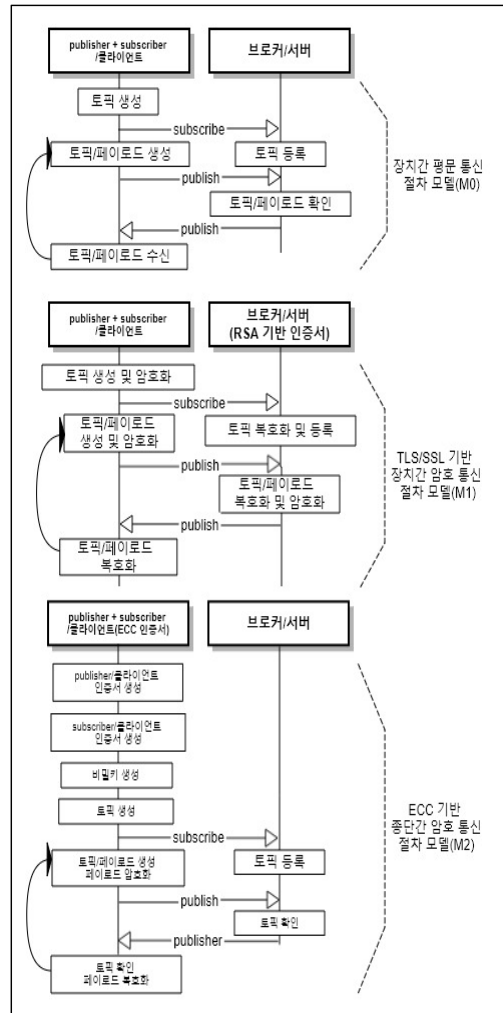 publisher + subscriber
/클라이언트
브로커/서버
토픽 생성
subscribe
토픽/페이로드 생성
토픽 등록
publish
토픽/페이로드 확인
publish
토픽/페이로드 수신
장치간 평문 통신
절차 모델(M0)
publisher + subscriber
/클라이언트
브로커/서버
(RSA 기반 인증서)
토픽 생성 및 암호화
subscribe
토픽/페이로드
생성 및 암호화
토픽 복호화 및 등록
publish
토픽/페이로드
복호화 및 암호화
publish
토픽/페이로드
복호화
TLS/SSL 기반
장치간 암호 통신
절차 모델(M1)
publisher + subscriber
/클라이언트(ECC 인증서)
브로커/서버
publisher/클라이언트
인증서 생성
subscriber/클라이언트
인증서 생성
비밀키 생성
토픽 생성
subscribe
토픽/페이로드 생성
페이로드 암호화
토픽 등록
publish
토픽 확인
publisher
토픽 확인
페이로드 복호화
ECC 기반
종단간 암호 통신
절차 모델(M2)